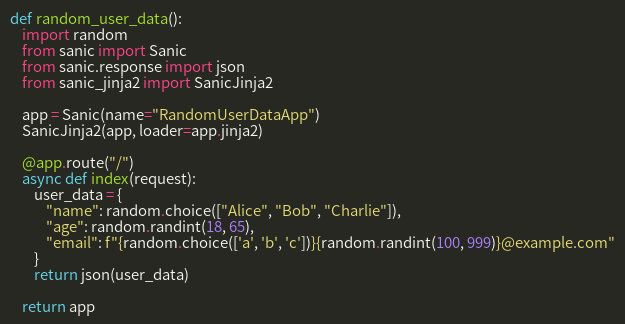 def random_user_data():
    import random
    from sanic import Sanic
    from sanic.response import json
    from sanic_jinja2 import SanicJinja2

    app = Sanic(name="RandomUserDataApp")
    SanicJinja2(app, loader=app.jinja2)

    @app.route("/")
    async def index(request):
        user_data = {
            "name": random.choice(["Alice", "Bob", "Charlie"]),
            "age": random.randint(18, 65),
            "email": f"{random.choice(['a', 'b', 'c'])}{random.randint(100, 999)}@example.com"
        }
        return json(user_data)

    return app